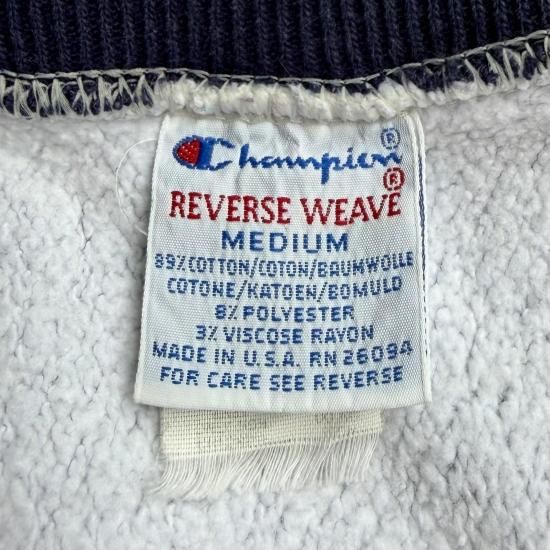 Champion®
REVERSE WEAVE®
MEDIUM
89% COTTON/COTON/BAUMWOLLE
COTONE/KATOEN/BOMULD
8% POLYESTER
3% VISCOSE RAYON
MADE IN U.S.A. RN 26094
FOR CARE SEE REVERSE